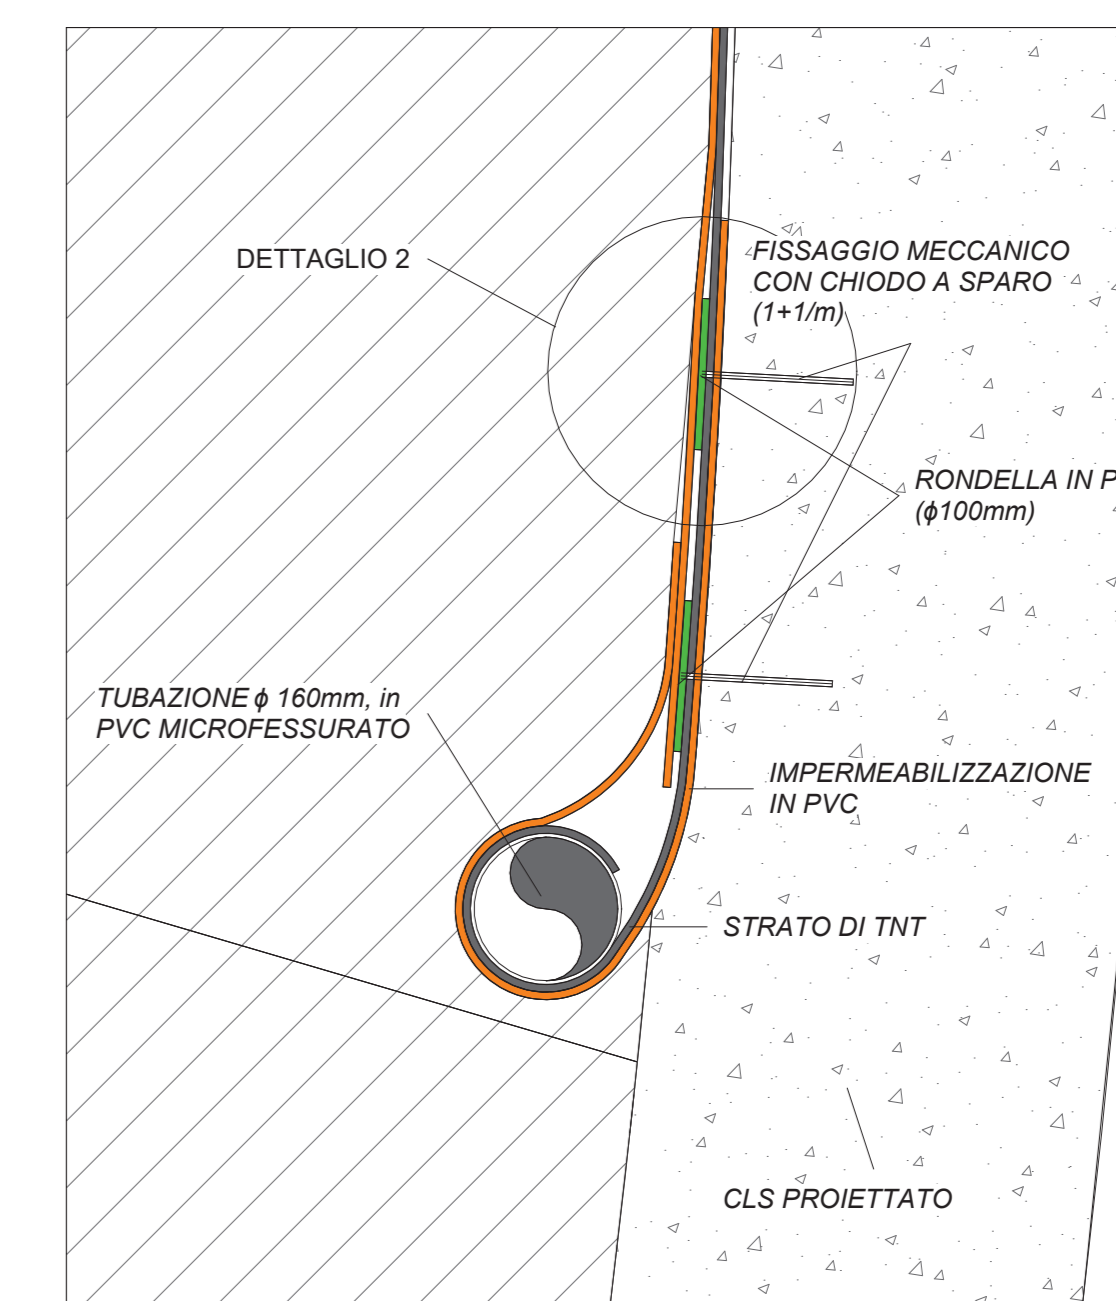 DETTAGLIO 2
FISSAGGIO MECCANICO
CON CHIODO A SPARO
(1+1/m)
RONDELLA IN P
(ϕ100mm)
TUBAZIONE ϕ 160mm, in
PVC MICROFESSURATO
IMPERMEABILIZZAZIONE
IN PVC
STRATO DI TNT
CLS PROIETTATO